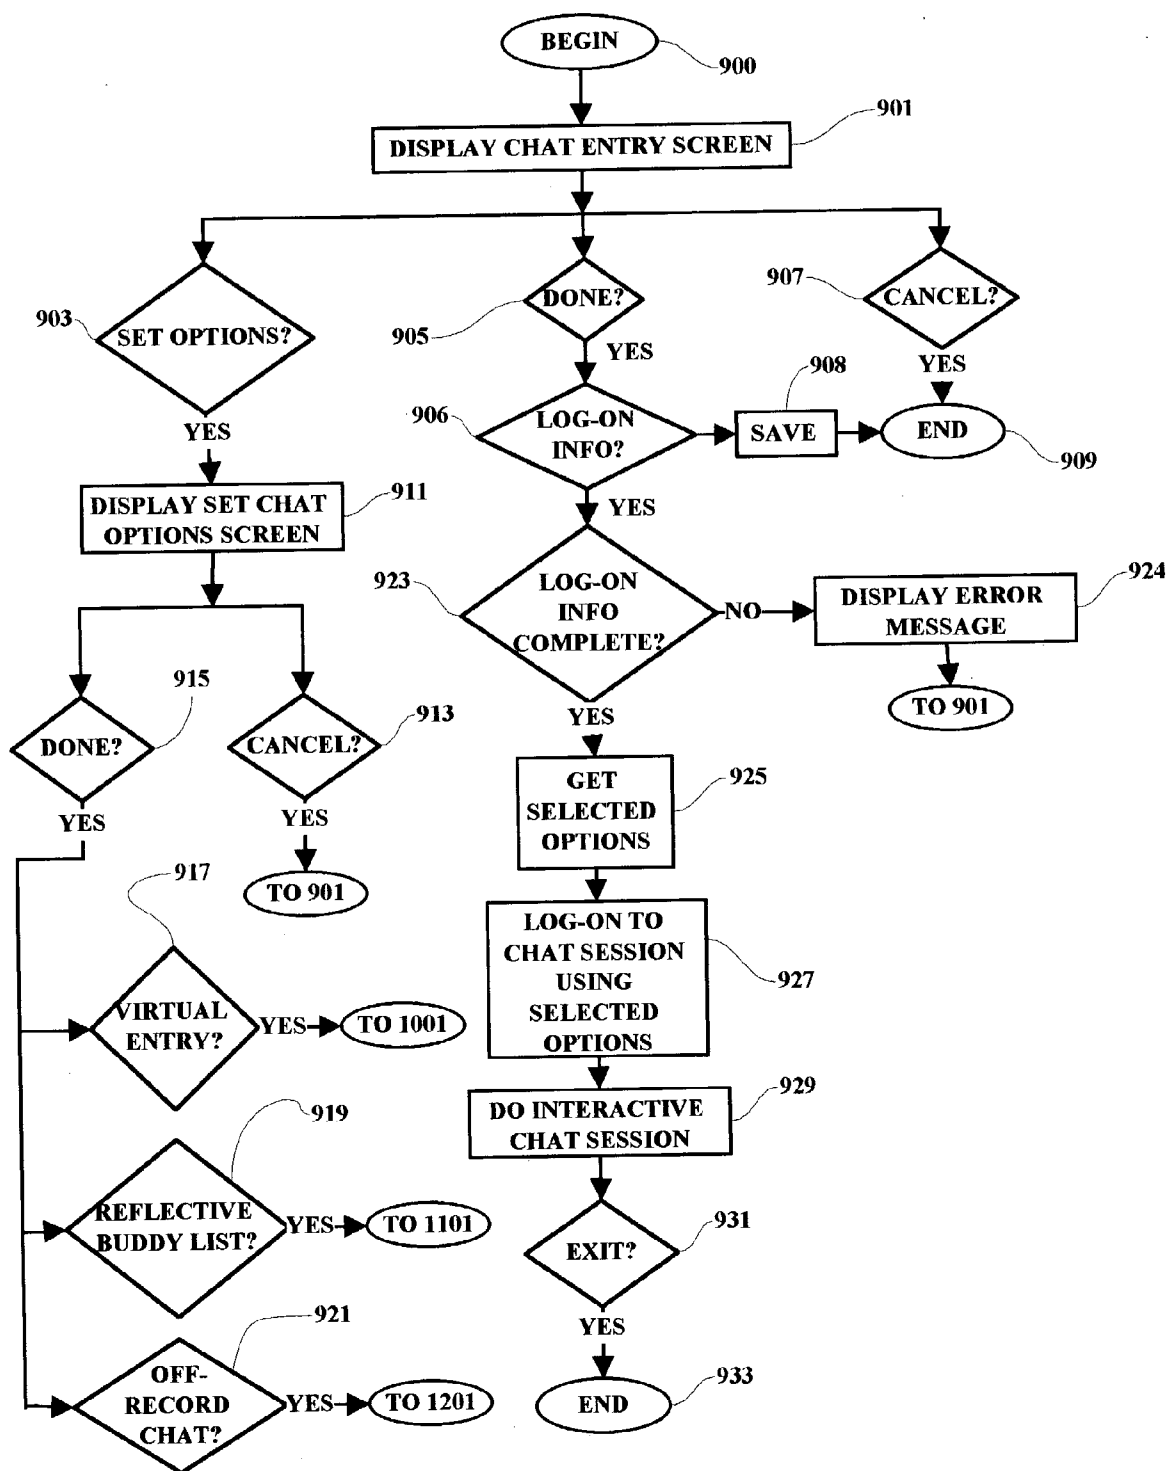 BEGIN
900
901
DISPLAY CHAT ENTRY SCREEN
903
SET OPTIONS?
YES
DONE?
905
YES
907
CANCEL?
YES
906
LOG-ON
INFO?
YES
908
SAVE
END
909
DISPLAY SET CHAT
OPTIONS SCREEN
911
923
LOG-ON
INFO
COMPLETE?
NO
DISPLAY ERROR
MESSAGE
924
TO 901
YES
915
DONE?
YES
913
CANCEL?
YES
TO 901
GET
SELECTED
OPTIONS
925
LOG-ON TO
CHAT SESSION
USING
SELECTED
OPTIONS
927
917
VIRTUAL
ENTRY?
YES
TO 1001
DO INTERACTIVE
CHAT SESSION
929
919
REFLECTIVE
BUDDY LIST?
YES
TO 1101
EXIT?
931
YES
921
OFF-
RECORD
CHAT?
YES
TO 1201
END
933